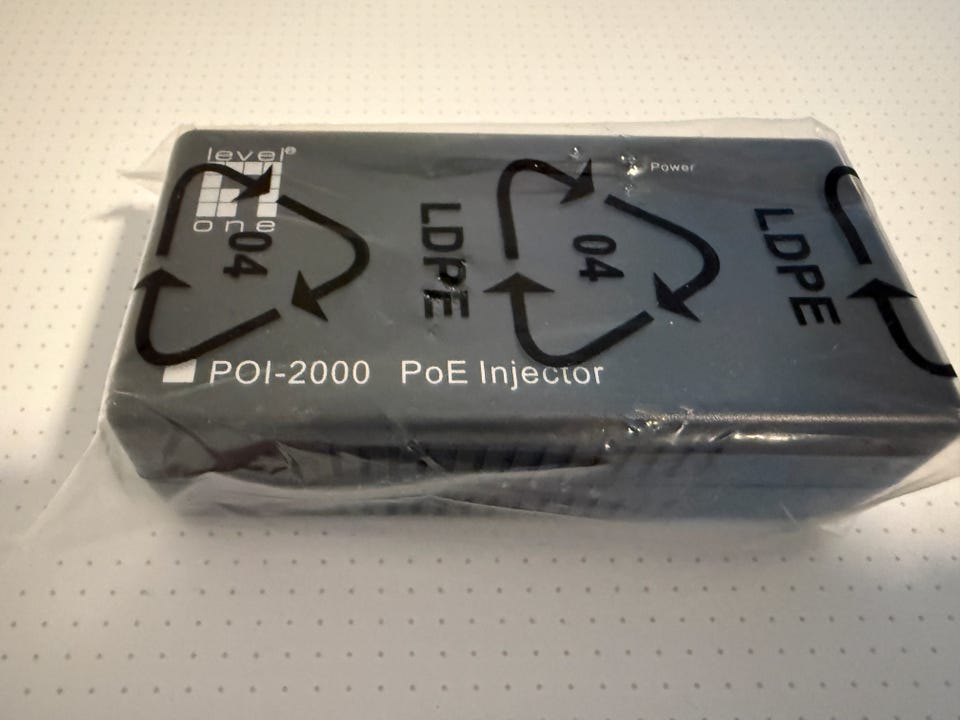 level®
one
Power
04
LDPE
04
LDPE
POI-2000 PoE Injector